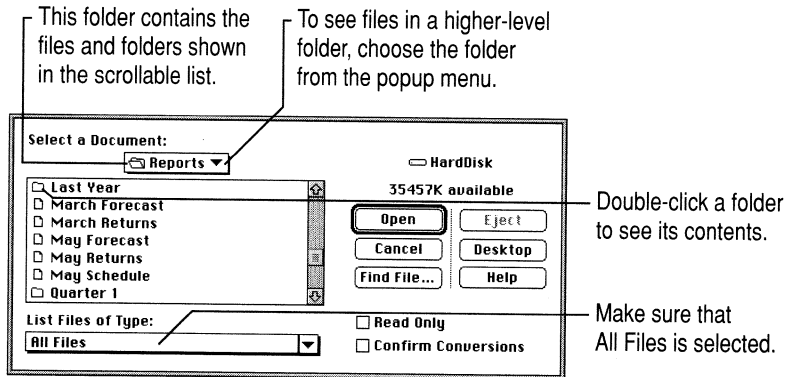 This folder contains the
files and folders shown
in the scrollable list.
To see files in a higher-level
folder, choose the folder
from the popup menu.
Select a Document:
Reports
HardDisk
35457K available
Last Year
March Forecast
March Returns
May Forecast
May Returns
May Schedule
Quarter 1
Open
Eject
Cancel
Desktop
Find File...
Help
Double-click a folder
to see its contents.
List Files of Type:
All Files
Read Only
Confirm Conversions
Make sure that
All Files is selected.